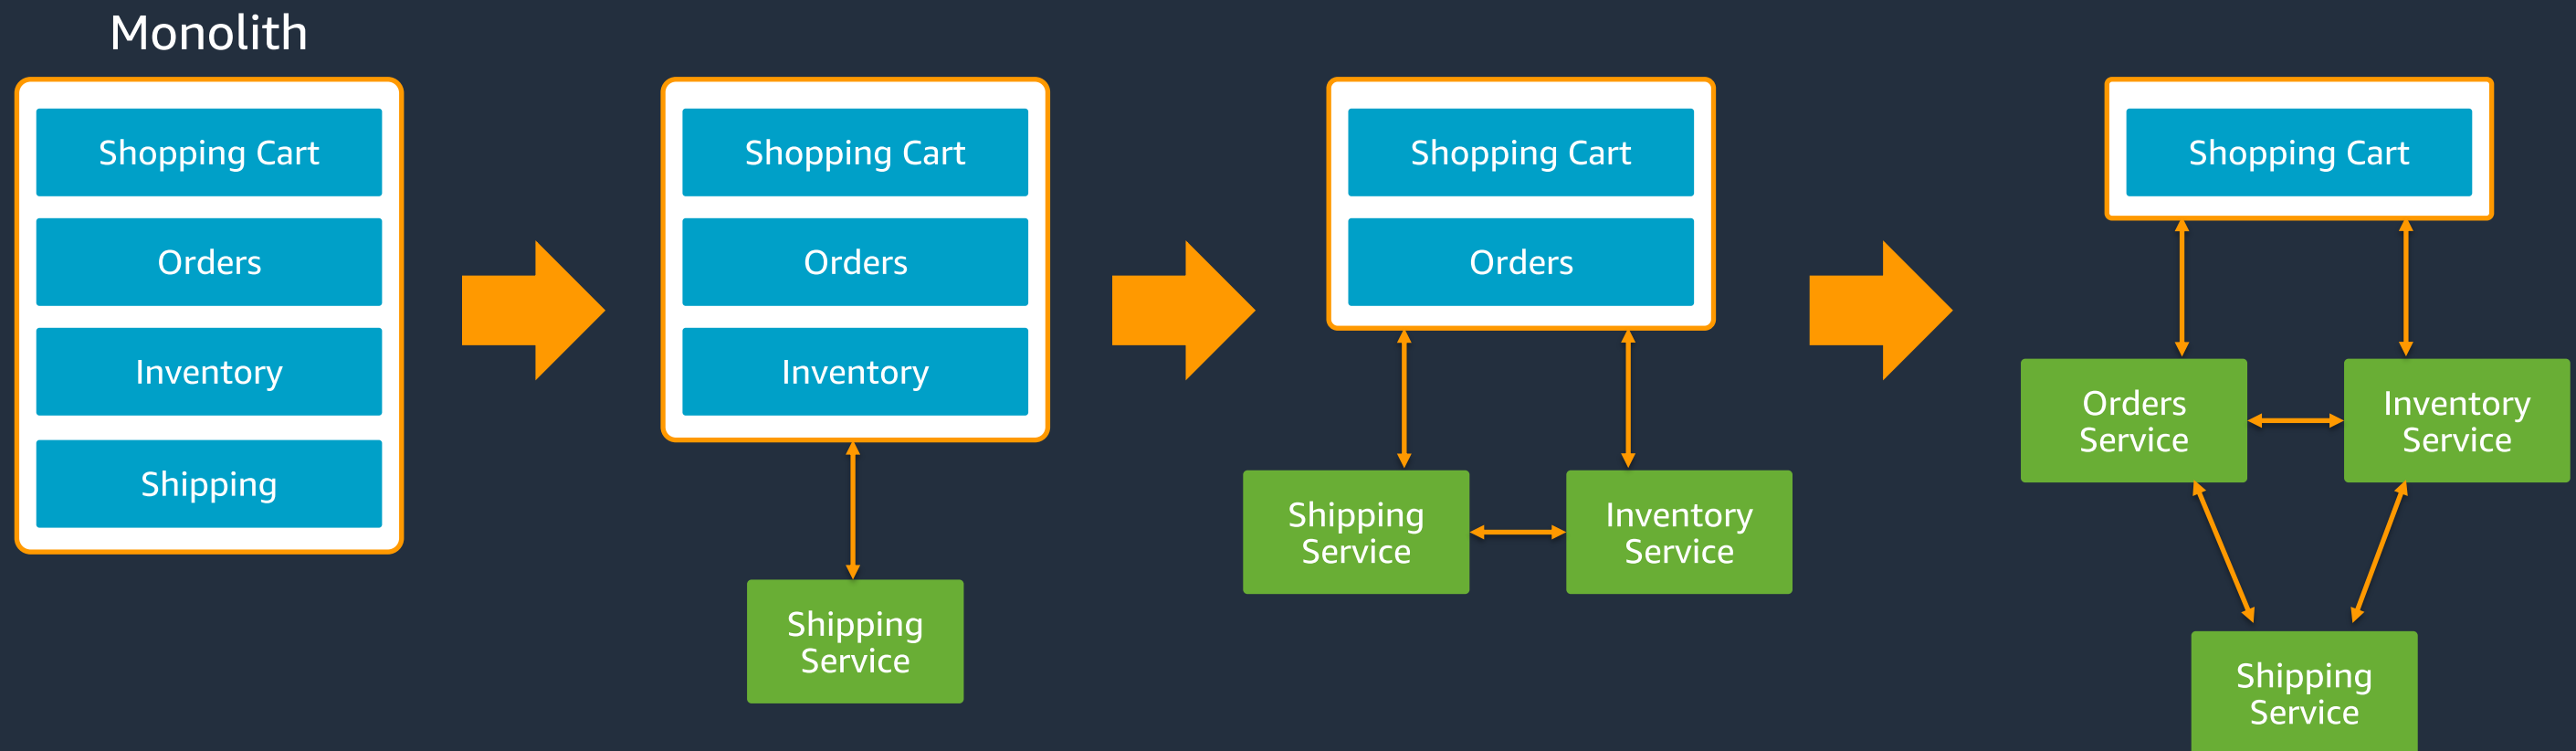 Monolith
Shopping Cart
Orders
Inventory
Shipping
Shopping Cart
Orders
Inventory
Shipping
Service
Shopping Cart
Orders
Shipping
Service
Inventory
Service
Shopping Cart
Orders
Service
Inventory
Service
Shipping
Service